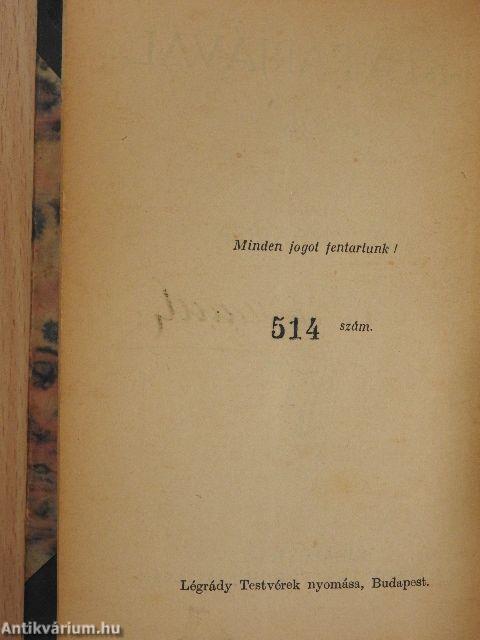 Minden jogot fentartunk!
514 szám.
Légrády Testvérek nyomása, Budapest.
Antikvárium.hu